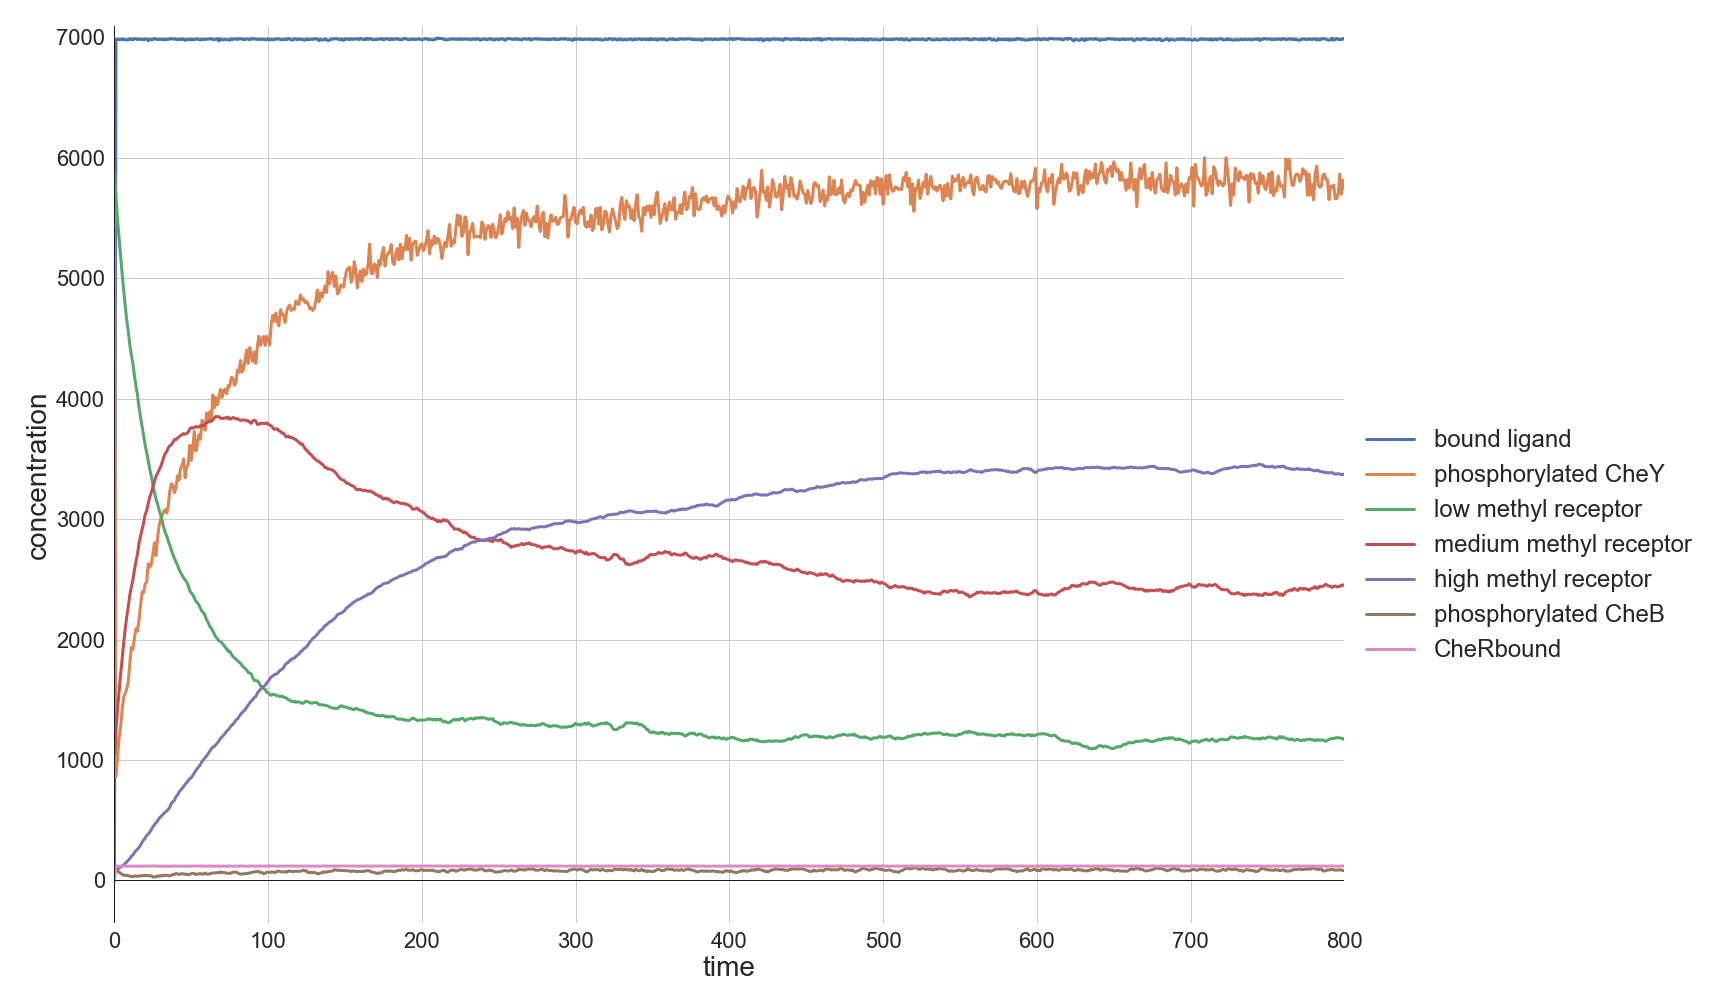 7000
6000
5000
4000
3000
2000
1000
0
concentration
0 100 200 300 400 500 600 700 800
time
bound ligand
phosphorylated CheY
low methyl receptor
medium methyl receptor
high methyl receptor
phosphorylated CheB
CheRbound